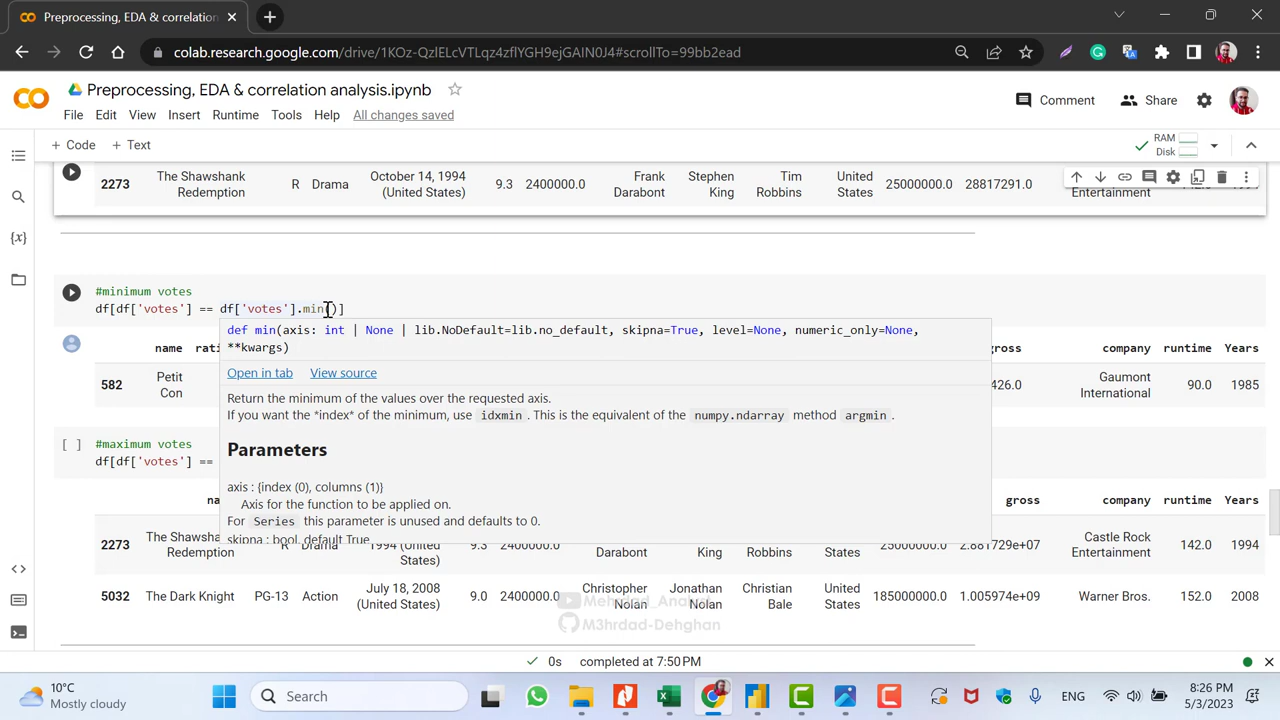 Preprocessing, EDA & correlation
colab.research.google.com/drive/1KOz-QzlELcVTLqz4zflYGH9ejGAIN0J4#scrollTo=99bb2ead
Preprocessing, EDA & correlation analysis.ipynb
Comment Share
File Edit View Insert Runtime Tools Help All changes saved
+ Code + Text
RAM
Disk
2273 The Shawshank Redemption R Drama October 14, 1994 (United States) 9.3 2400000.0 Frank Darabont Stephen King Tim Robbins United States 25000000.0 28817291.0 Entertainment
#minimum votes
df[df['votes'] == df['votes'].min()]
def min(axis: int | None | lib.NoDefault=lib.no_default, skipna=True, level=None, numeric_only=None,
**kwargs)
Open in tab View source
Return the minimum of the values over the requested axis.
If you want the *index* of the minimum, use idxmin. This is the equivalent of the numpy.ndarray method argmin.
Parameters
axis : {index (0), columns (1)}
Axis for the function to be applied on.
For Series this parameter is unused and defaults to 0.
skipna : bool, default True
name rati gross company runtime Years
582 Petit Con 426.0 Gaumont International 90.0 1985
#maximum votes
df[df['votes'] ==
na gross company runtime Years
2273 The Shawshank Redemption R Drama 1994 (United States) 9.3 2400000.0 Darabont King Robbins States 25000000.0 2.881729e+07 Castle Rock Entertainment 142.0 1994
5032 The Dark Knight PG-13 Action July 18, 2008 (United States) 9.0 2400000.0 Christopher Nolan Jonathan Nolan Christian Bale United States 185000000.0 1.005974e+09 Warner Bros. 152.0 2008
M3hrdad-Dehghan
0s completed at 7:50 PM
10°C
Mostly cloudy
Search
ENG
8:26 PM
5/3/2023